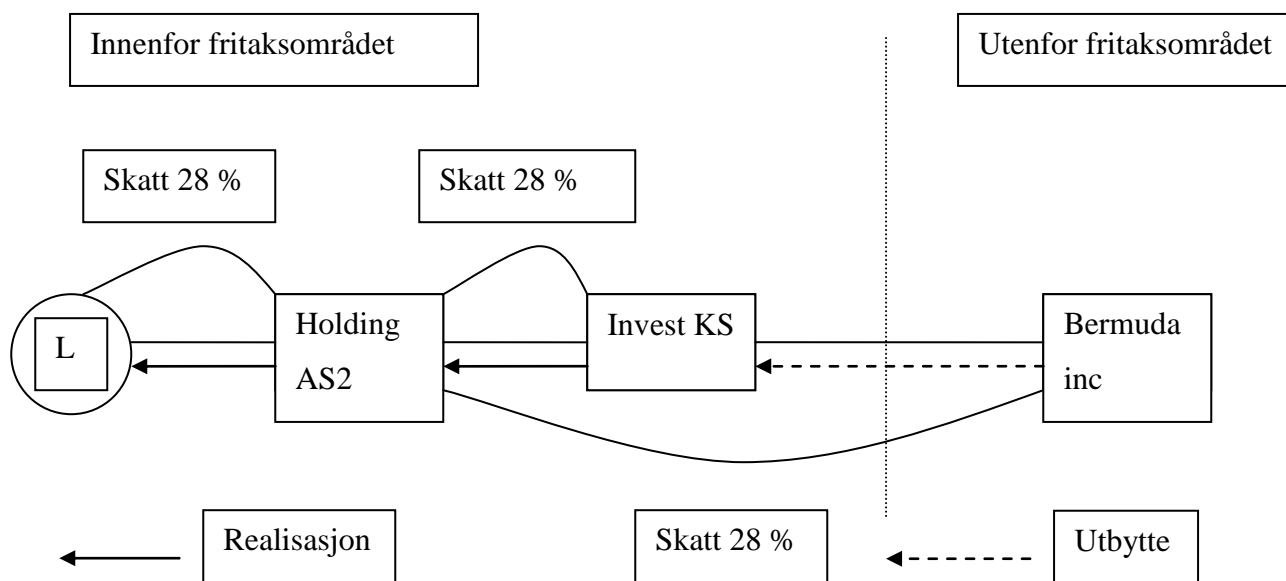 Innenfor fritaksområdet
Utenfor fritaksområdet
Skatt 28 %
Skatt 28 %
L
Holding
AS2
Invest KS
Bermuda
inc
Realisasjon
Skatt 28 %
Utbytte